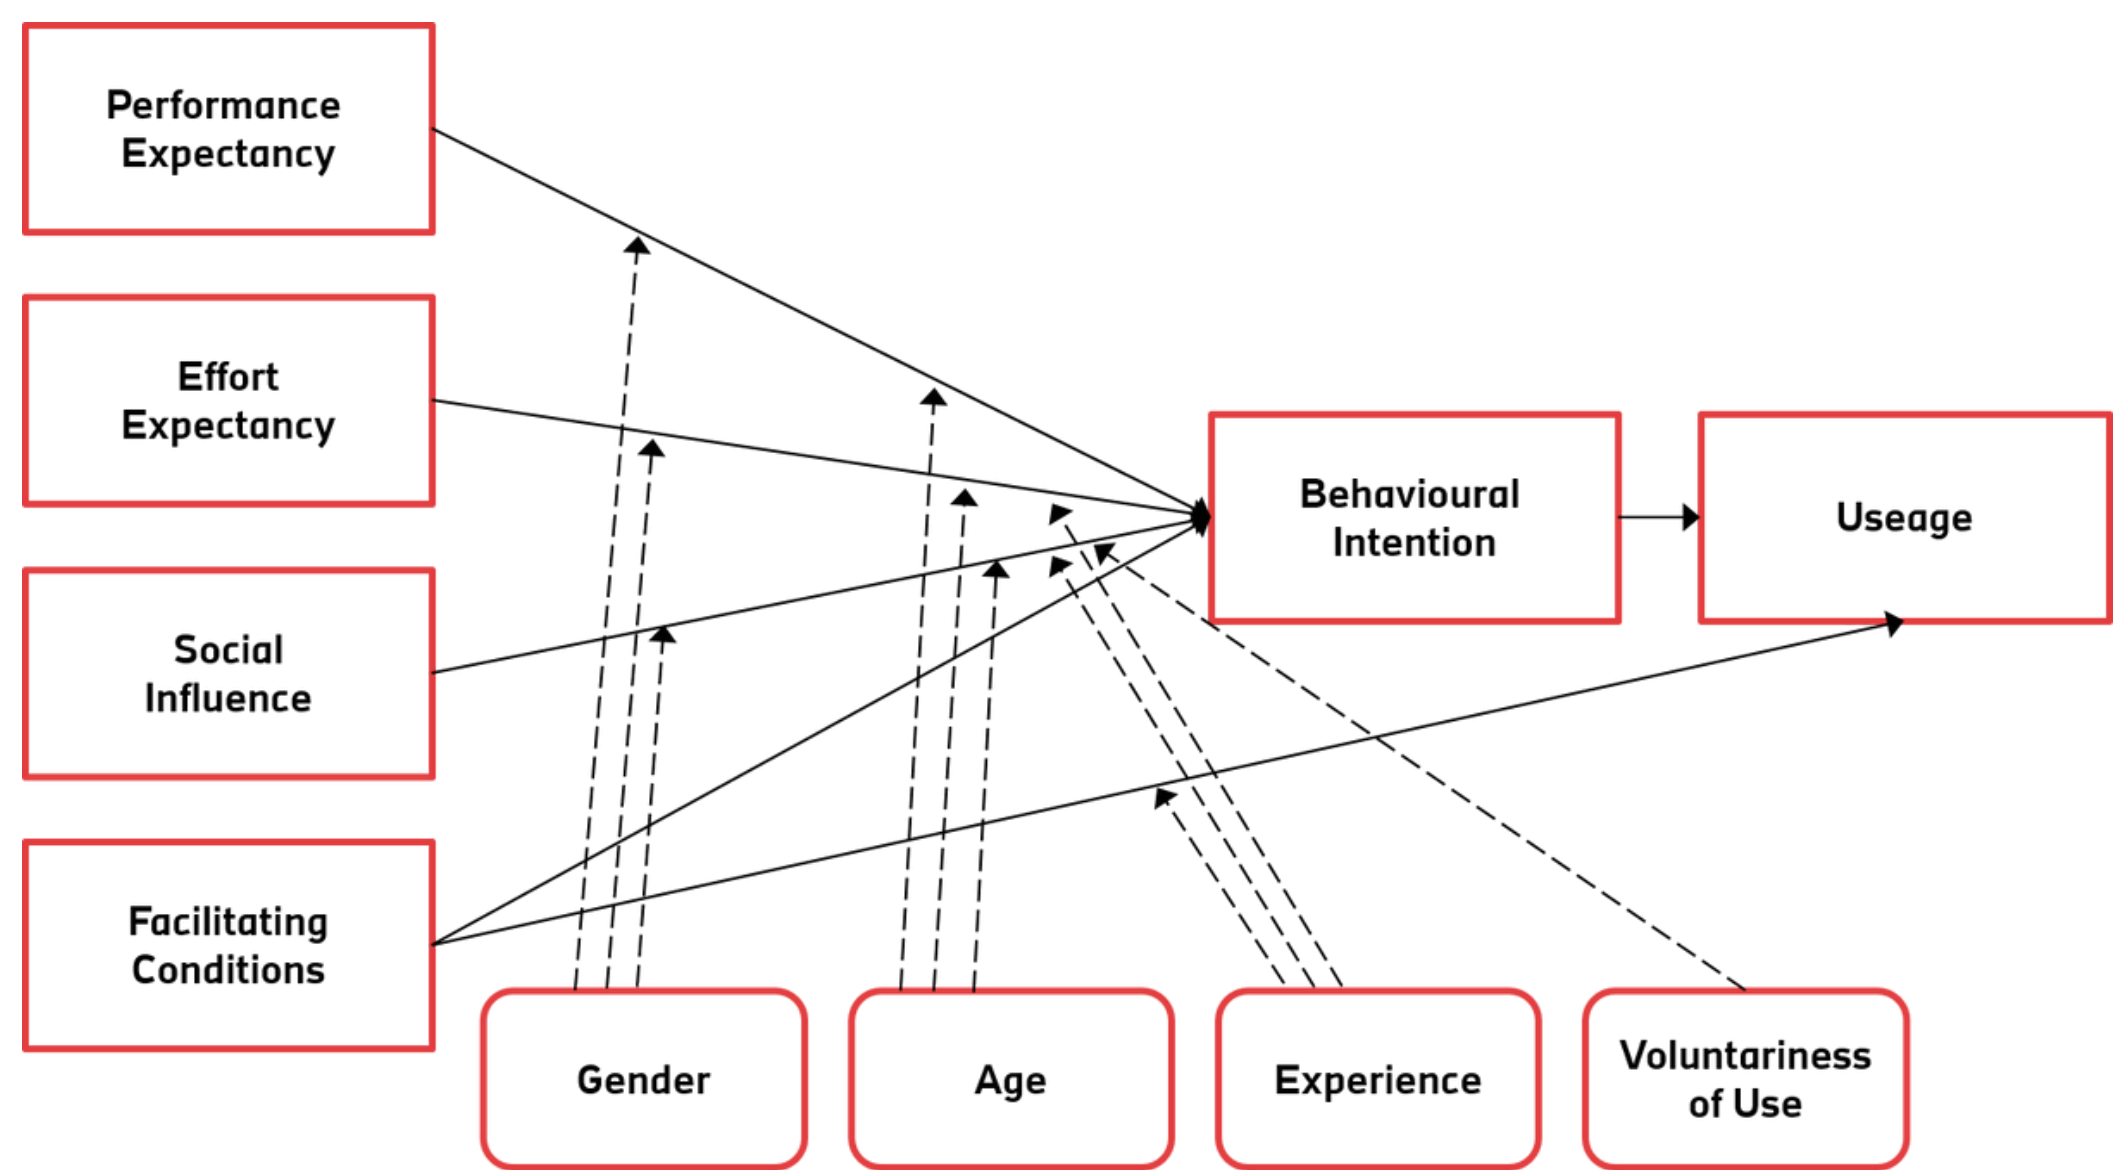 Performance
Expectancy
Effort
Expectancy
Social
Influence
Facilitating
Conditions
Behavioural
Intention
Useage
Gender
Age
Experience
Voluntariness
of Use